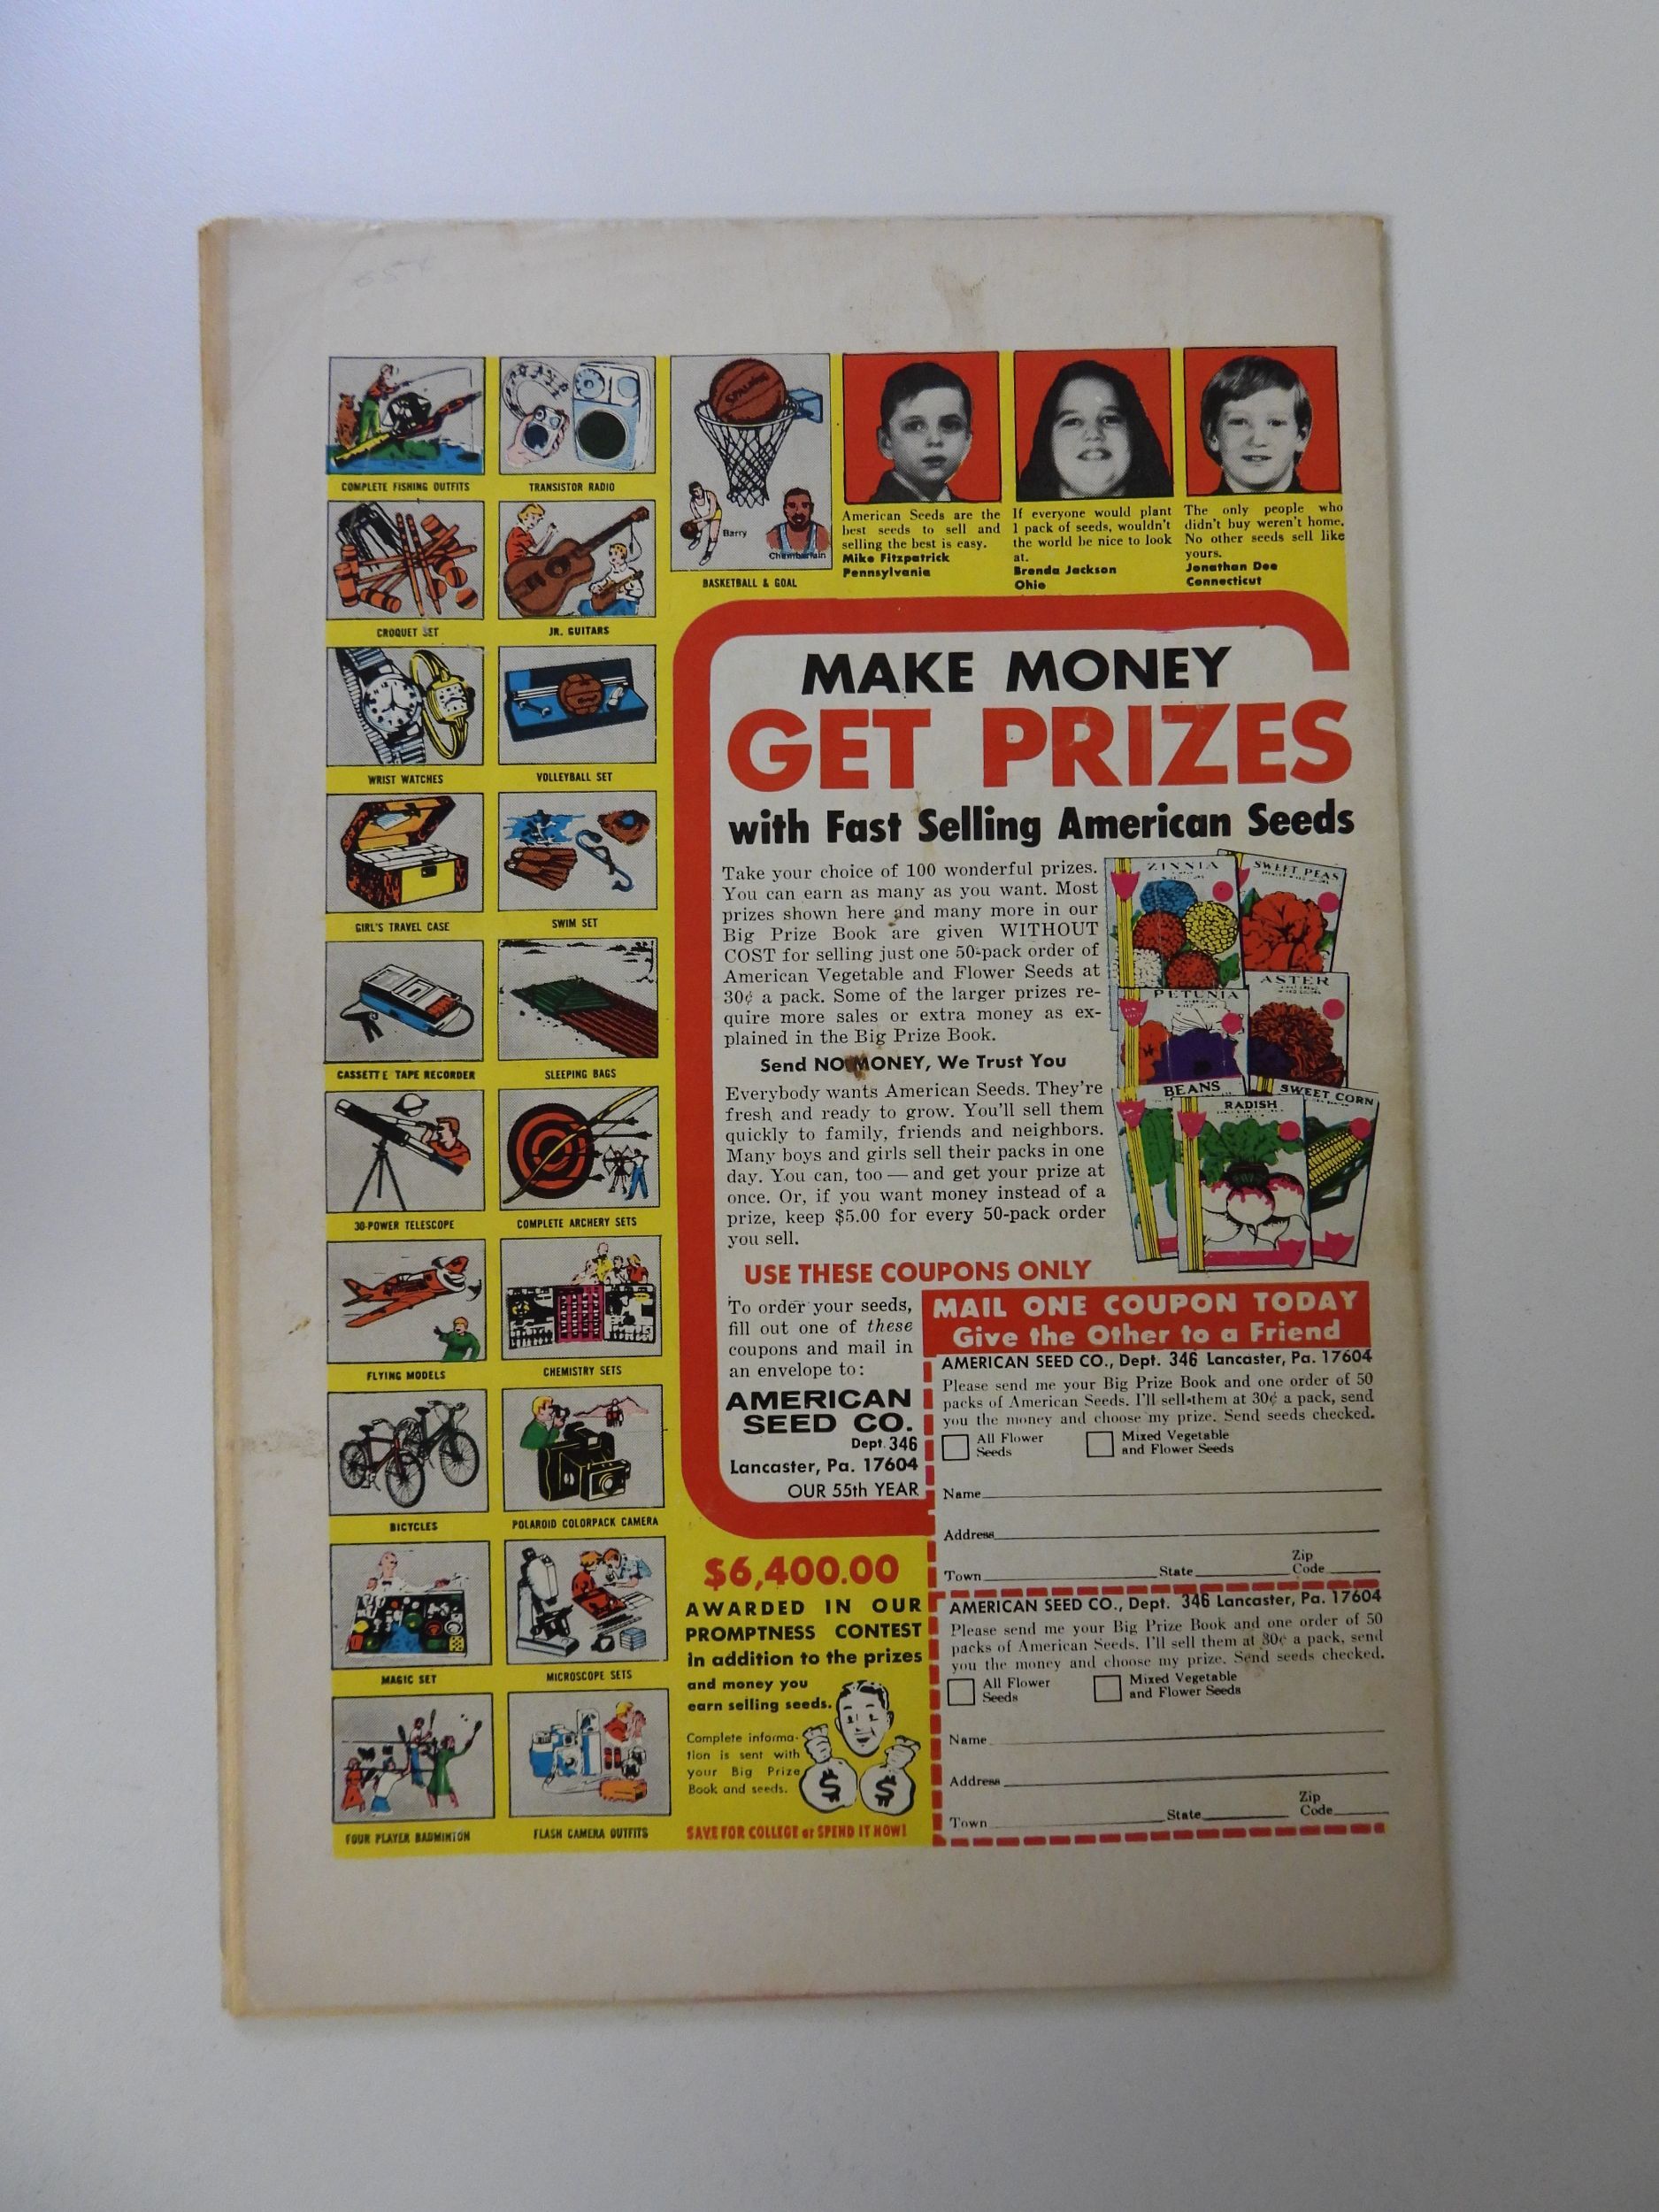 COMPLETE FISHING OUTFITS
TRANSISTOR RADIO
SPALDING
Barry
Chamberlain
BASKETBALL & GOAL
CROQUET SET
JR. GUITARS
WRIST WATCHES
VOLLEYBALL SET
GIRL'S TRAVEL CASE
SWIM SET
CASSETTE TAPE RECORDER
SLEEPING BAGS
30-POWER TELESCOPE
COMPLETE ARCHERY SETS
FLYING MODELS
CHEMISTRY SETS
BICYCLES
POLAROID COLORPACK CAMERA
MAGIC SET
MICROSCOPE SETS
FOUR PLAYER BADMINTON
FLASH CAMERA OUTFITS
American Seeds are the
best seeds to sell and
selling the best is easy.
Mike Fitzpatrick
Pennsylvania
If everyone would plant
1 pack of seeds, wouldn't
the world be nice to look
at.
Brenda Jackson
Ohio
The only people who
didn't buy weren't home.
No other seeds sell like
yours.
Jonathan Dee
Connecticut
MAKE MONEY
GET PRIZES
with Fast Selling American Seeds
Take your choice of 100 wonderful prizes.
You can earn as many as you want. Most
prizes shown here and many more in our
Big Prize Book are given WITHOUT
COST for selling just one 50-pack order of
American Vegetable and Flower Seeds at
30¢ a pack. Some of the larger prizes re-
quire more sales or extra money as ex-
plained in the Big Prize Book.
Send NO MONEY, We Trust You
Everybody wants American Seeds. They're
fresh and ready to grow. You'll sell them
quickly to family, friends and neighbors.
Many boys and girls sell their packs in one
day. You can, too — and get your prize at
once. Or, if you want money instead of a
prize, keep $5.00 for every 50-pack order
you sell.
ZINNIA
SWEET PEAS
PETUNIA
ASTER
BEANS
RADISH
SWEET CORN
USE THESE COUPONS ONLY
To order your seeds,
fill out one of these
coupons and mail in
an envelope to:
AMERICAN
SEED CO.
Dept. 346
Lancaster, Pa. 17604
OUR 55th YEAR
MAIL ONE COUPON TODAY
Give the Other to a Friend
AMERICAN SEED CO., Dept. 346 Lancaster, Pa. 17604
Please send me your Big Prize Book and one order of 50
packs of American Seeds. I'll sell them at 30¢ a pack, send
you the money and choose my prize. Send seeds checked.
All Flower
Seeds
Mixed Vegetable
and Flower Seeds
Name
Address
Town State Zip
Code
AMERICAN SEED CO., Dept. 346 Lancaster, Pa. 17604
Please send me your Big Prize Book and one order of 50
packs of American Seeds. I'll sell them at 30¢ a pack, send
you the money and choose my prize. Send seeds checked.
All Flower
Seeds
Mixed Vegetable
and Flower Seeds
Name
Address
Town State Zip
Code
$6,400.00
AWARDED IN OUR
PROMPTNESS CONTEST
in addition to the prizes
and money you
earn selling seeds.
Complete informa-
tion is sent with
your Big Prize
Book and seeds.
$ $
SAVE FOR COLLEGE or SPEND IT NOW!